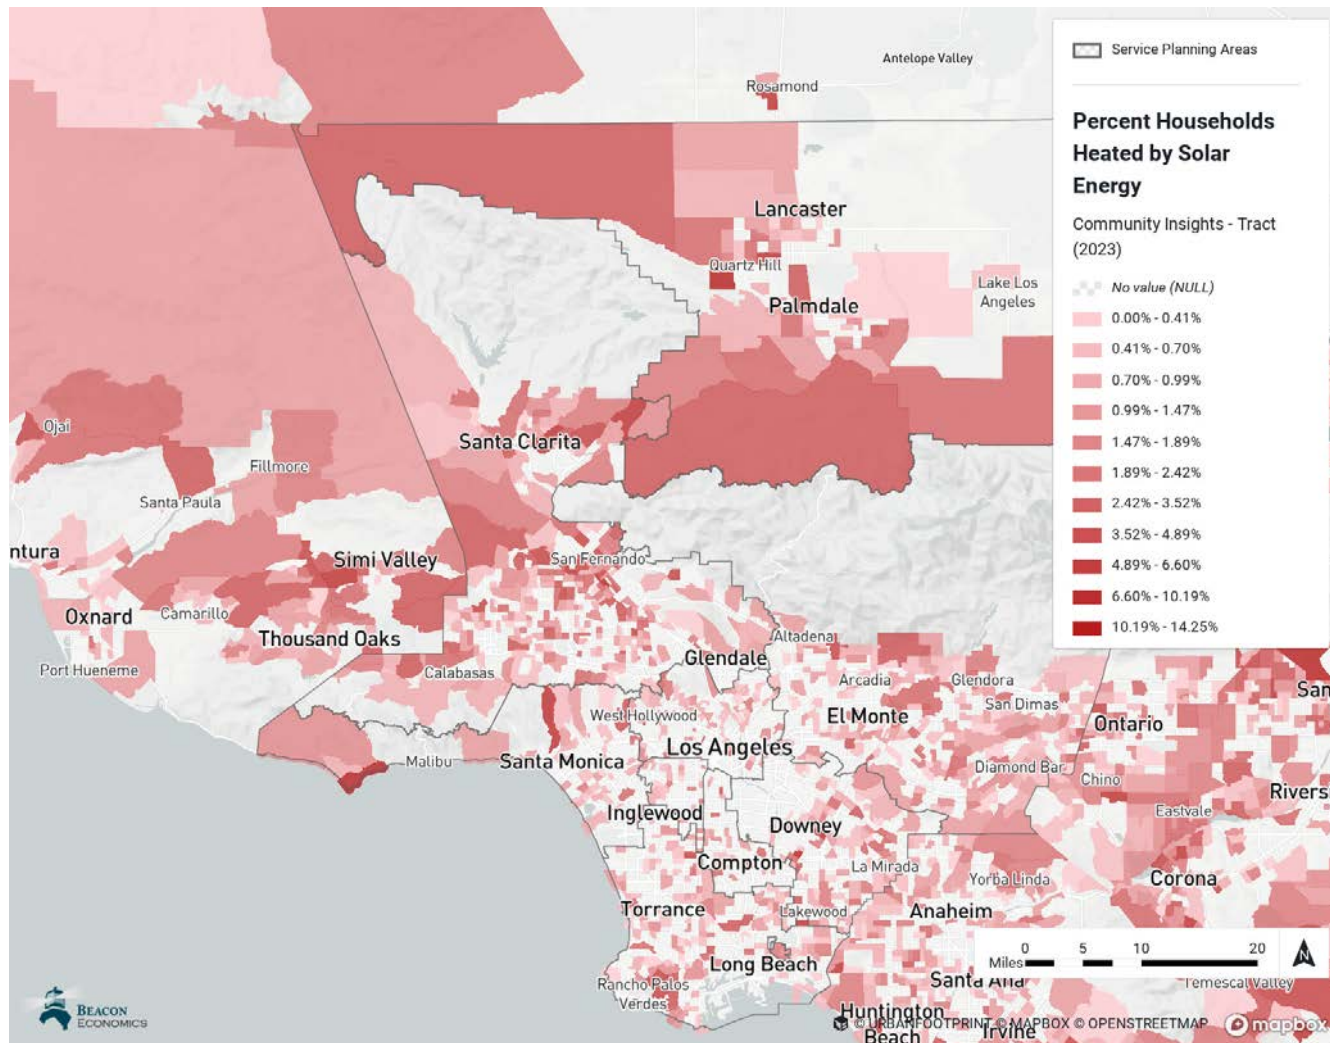 Service Planning Areas
Percent Households
Heated by Solar
Energy
Community Insights - Tract
(2023)
No value (NULL)
0.00% - 0.41%
0.41% - 0.70%
0.70% - 0.99%
0.99% - 1.47%
1.47% - 1.89%
1.89% - 2.42%
2.42% - 3.52%
3.52% - 4.89%
4.89% - 6.60%
6.60% - 10.19%
10.19% - 14.25%
Antelope Valley
Rosamond
Lancaster
Quartz Hill
Lake Los
Angeles
Palmdale
Ojai
Santa Clarita
Fillmore
Santa Paula
ntura
Simi Valley
San Fernando
Oxnard
Camarillo
Thousand Oaks
Altadena
Port Hueneme
Calabasas
Glendale
Arcadia
Glendora
San
San Dimas
West Hollywood
El Monte
Ontario
Malibu
Santa Monica
Los Angeles
Diamond Bar
Chino
Rivers
Inglewood
Downey
Eastvale
Compton
La Mirada
Yorba Linda
Corona
Torrance
Lakewood
Anaheim
Long Beach
Rancho Palos
Verdes
Santa Ana
Temescal Valley
Huntington
Beach
Irvine
0 5 10 20
Miles
N
BEACON
ECONOMICS
© URBANFOOTPRINT © MAPBOX © OPENSTREETMAP
mapbox